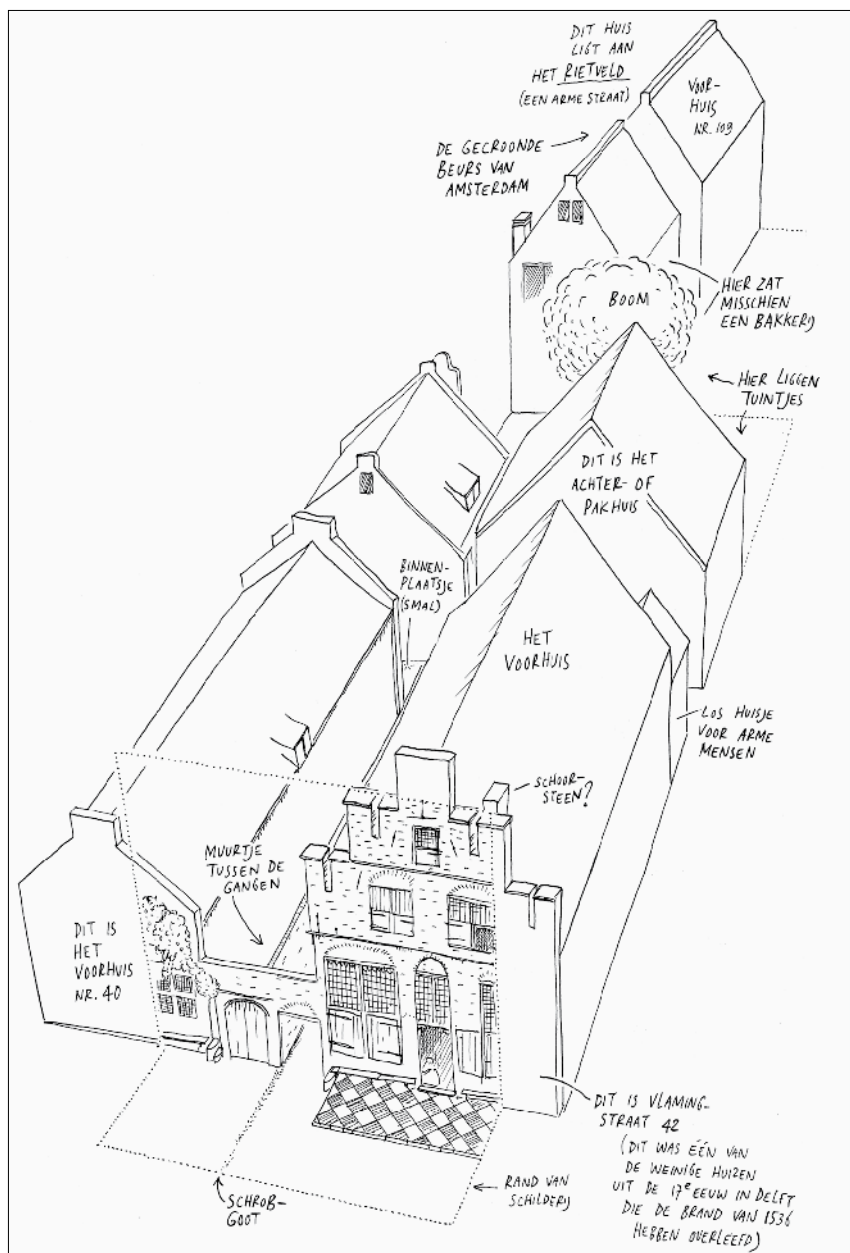 DIT HUIS
LIGT AAN
HET RIETVELD
(EEN ARME STRAAT)
VOOR-
HUIS
NR. 103
DE GECROONDE
BEURS VAN
AMSTERDAM
BOOM
HIER ZAT
MISSCHIEN
EEN BAKKERIJ
HIER LIGGEN
TUINTJES
DIT IS HET
ACHTER- OF
PAKHUIS
BINNEN-
PLAATSJE
(SMAL)
HET
VOORHUIS
LOS HUISJE
VOOR ARME
MENSEN
SCHOOR-
STEEN?
MUURTJE
TUSSEN DE
GANGEN
DIT IS
HET
VOORHUIS
NR. 40
DIT IS VLAMING-
STRAAT 42
(DIT WAS ÉÉN VAN
DE WEINIGE HUIZEN
UIT DE 17e EEUW IN DELFT
DIE DE BRAND VAN 1536
HEBBEN OVERLEEFD)
RAND VAN
SCHILDERIJ
SCHROB-
GOOT